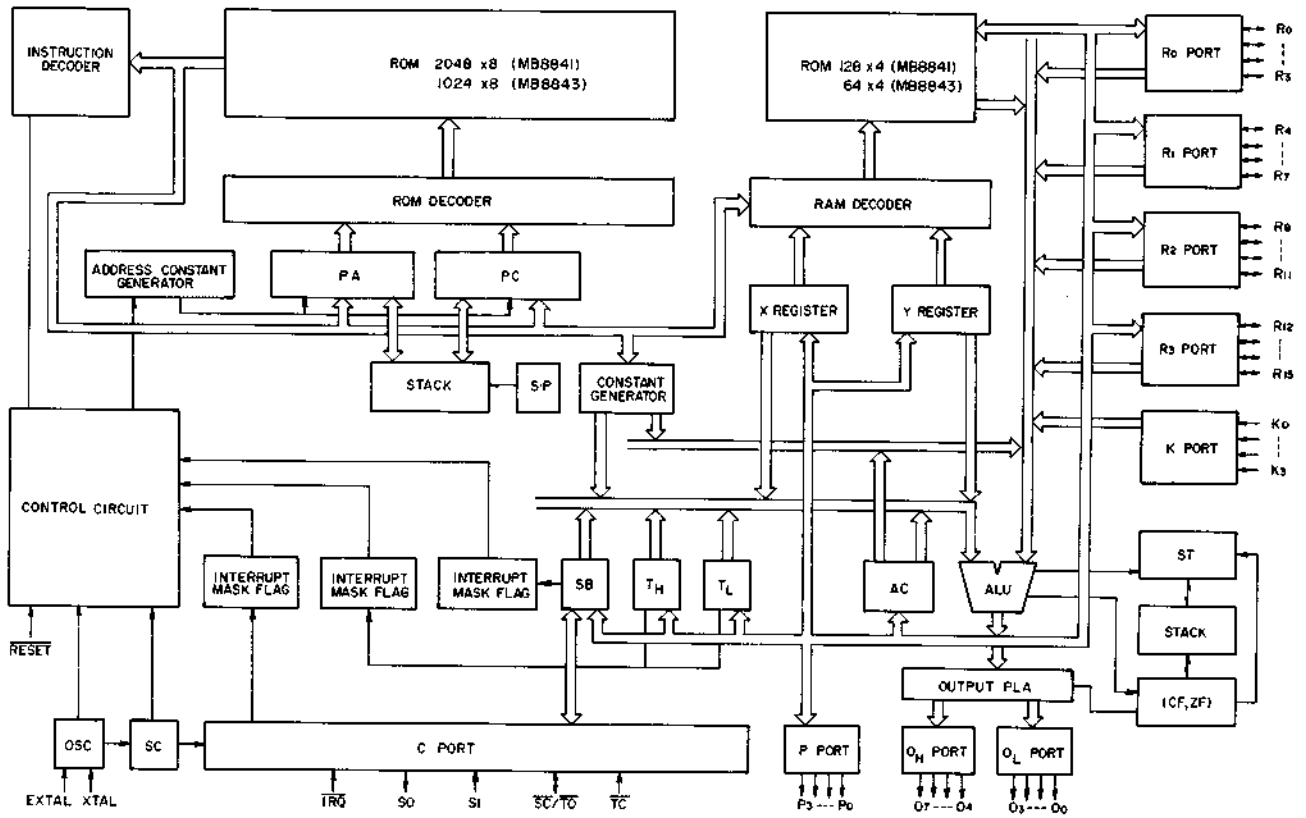 INSTRUCTION
DECODER
ROM 2048 x8 (MB8841)
1024 x8 (MB8843)
ROM 128 x4 (MB8841)
64 x4 (MB8843)
R0 PORT
R0
R3
R1 PORT
R4
R7
ROM DECODER
RAM DECODER
R2 PORT
R8
R11
ADDRESS CONSTANT
GENERATOR
PA
PC
X REGISTER
Y REGISTER
R3 PORT
R12
R15
STACK
S·P
CONSTANT
GENERATOR
K PORT
K0
K3
CONTROL CIRCUIT
INTERRUPT
MASK FLAG
INTERRUPT
MASK FLAG
INTERRUPT
MASK FLAG
SB
TH
TL
AC
ALU
ST
STACK
(CF,ZF)
RESET
OUTPUT PLA
OSC
SC
C PORT
P PORT
OH PORT
OL PORT
EXTAL XTAL
IRQ
SO
SI
SC/TO
TC
P3 --- P0
O7 --- O4
O3 --- O0